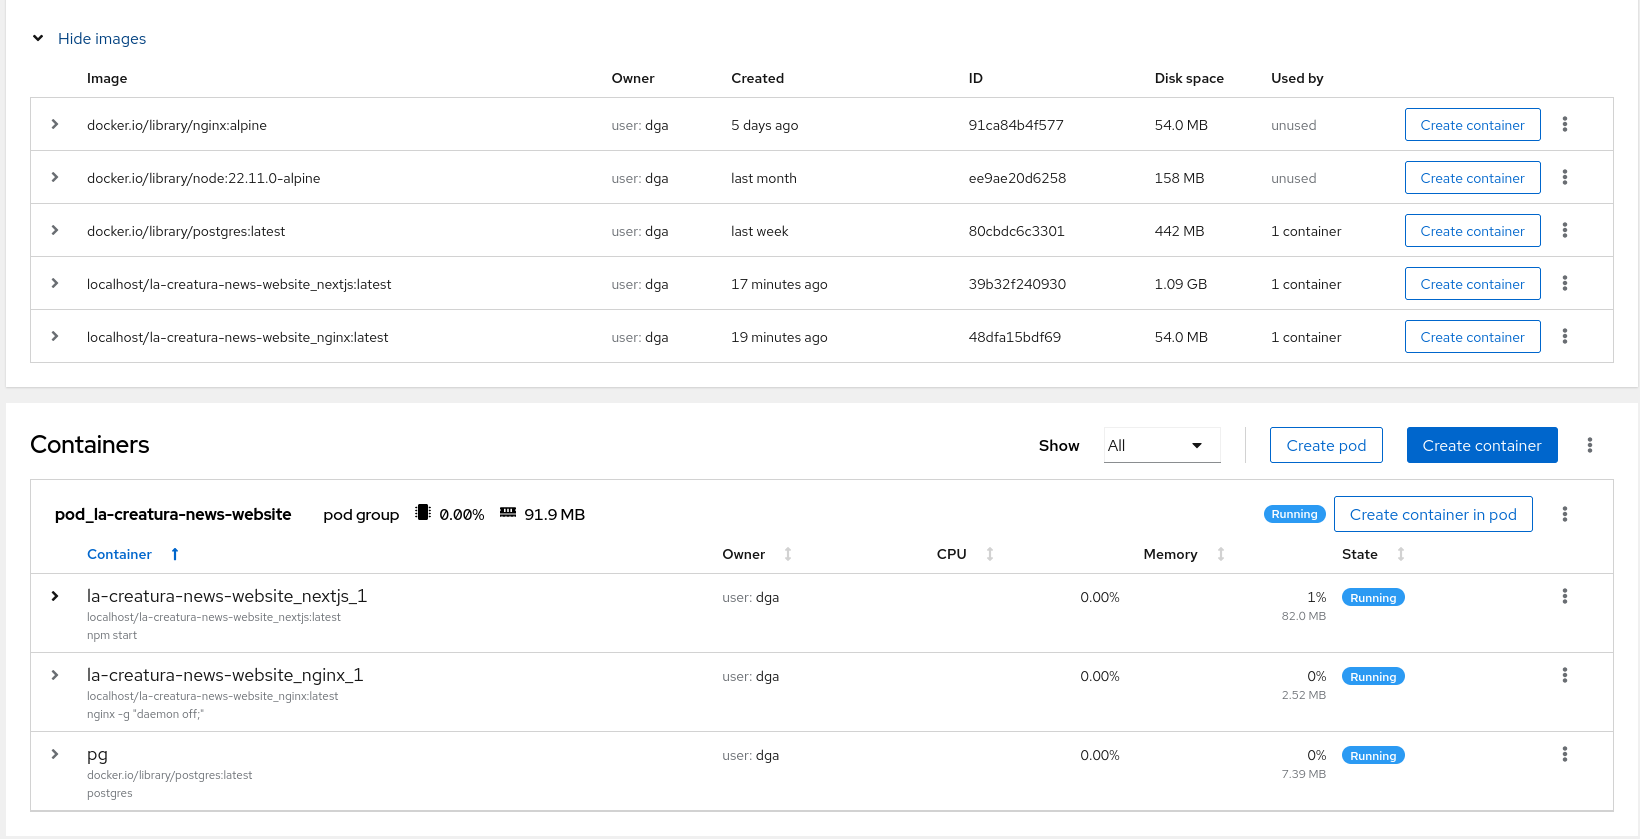 Hide images
Image Owner Created ID Disk space Used by
docker.io/library/nginx:alpine user: dga 5 days ago 91ca84b4f577 54.0 MB unused Create container
docker.io/library/node:22.11.0-alpine user: dga last month ee9ae20d6258 158 MB unused Create container
docker.io/library/postgres:latest user: dga last week 80cbdc6c3301 442 MB 1 container Create container
localhost/la-creatura-news-website_nextjs:latest user: dga 17 minutes ago 39b32f240930 1.09 GB 1 container Create container
localhost/la-creatura-news-website_nginx:latest user: dga 19 minutes ago 48dfa15bdf69 54.0 MB 1 container Create container
Containers Show All Create pod Create container
pod_la-creatura-news-website pod group 0.00% 91.9 MB Running Create container in pod
Container Owner CPU Memory State
la-creatura-news-website_nextjs_1 user: dga 0.00% 1% Running
localhost/la-creatura-news-website_nextjs:latest 82.0 MB
npm start
la-creatura-news-website_nginx_1 user: dga 0.00% 0% Running
localhost/la-creatura-news-website_nginx:latest 2.52 MB
nginx -g "daemon off;"
pg user: dga 0.00% 0% Running
docker.io/library/postgres:latest 7.39 MB
postgres